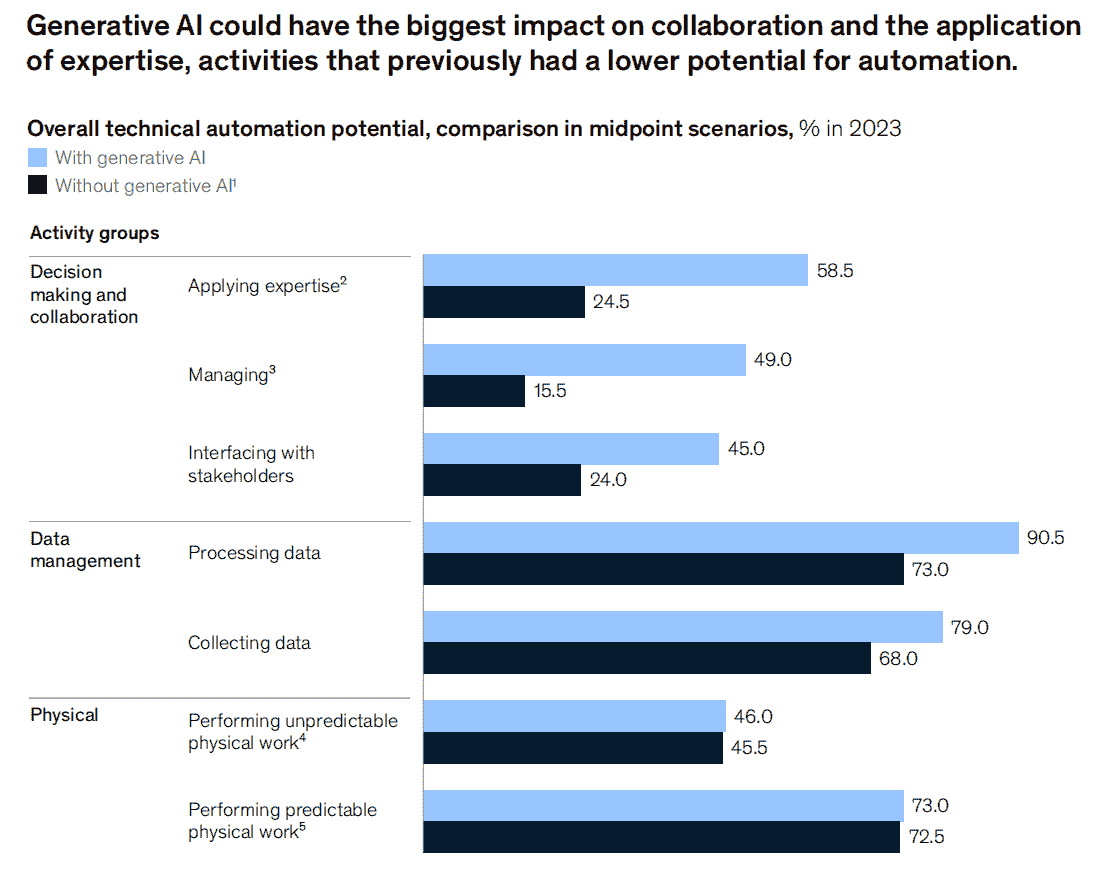 Generative AI could have the biggest impact on collaboration and the application
of expertise, activities that previously had a lower potential for automation.
Overall technical automation potential, comparison in midpoint scenarios, % in 2023
With generative AI
Without generative AI¹
Activity groups
Decision
making and
collaboration
Applying expertise²
58.5
24.5
Managing³
49.0
15.5
Interfacing with
stakeholders
45.0
24.0
Data
management
Processing data
90.5
73.0
Collecting data
79.0
68.0
Physical
Performing unpredictable
physical work⁴
46.0
45.5
Performing predictable
physical work⁵
73.0
72.5